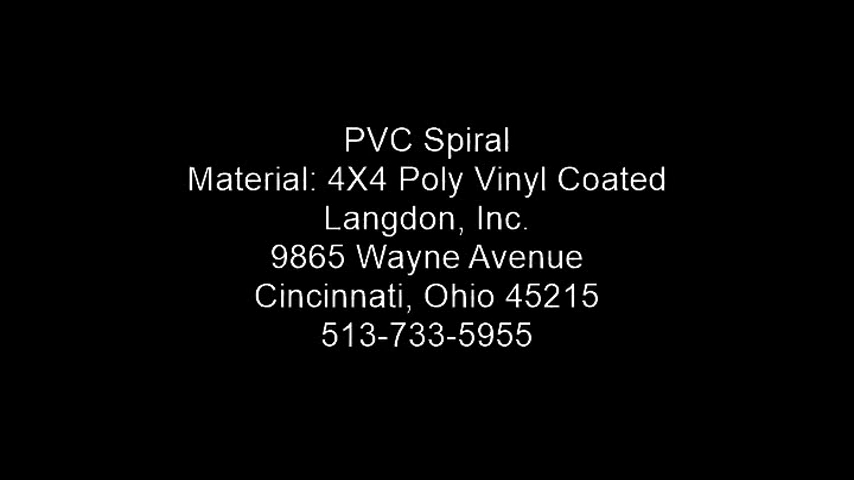 PVC Spiral
Material: 4X4 Poly Vinyl Coated
Langdon, Inc.
9865 Wayne Avenue
Cincinnati, Ohio 45215
513-733-5955